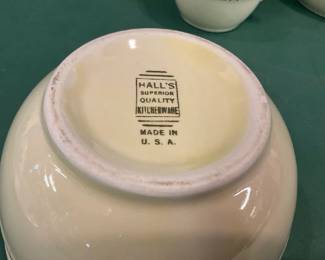 HALL'S
SUPERIOR
QUALITY
KITCHENWARE
MADE IN
U. S. A.